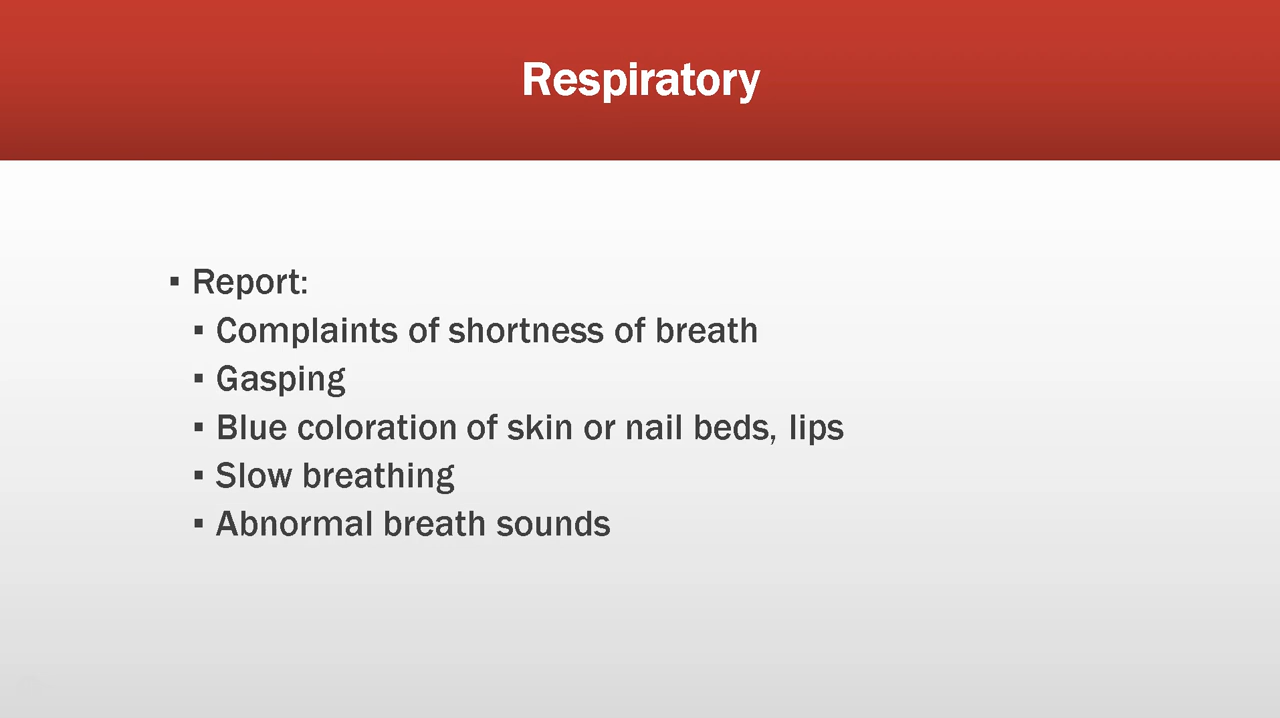 Respiratory
▪ Report:
▪ Complaints of shortness of breath
▪ Gasping
▪ Blue coloration of skin or nail beds, lips
▪ Slow breathing
▪ Abnormal breath sounds